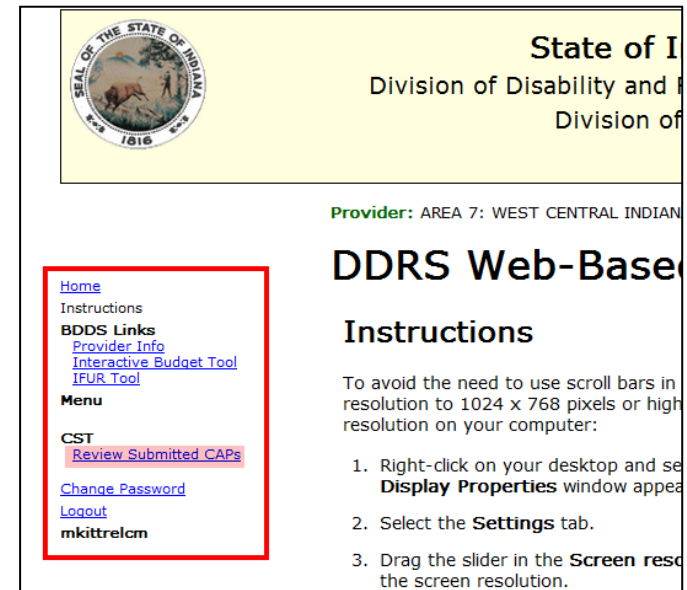 SEAL OF THE STATE OF INDIANA
1816
State of I
Division of Disability and
Division of
Provider: AREA 7: WEST CENTRAL INDIAN
DDRS Web-Based
Home
Instructions
BDDS Links
Provider Info
Interactive Budget Tool
IFUR Tool
Menu
CST
Review Submitted CAPs
Change Password
Logout
mkittrelcm
Instructions
To avoid the need to use scroll bars in
resolution to 1024 x 768 pixels or high
resolution on your computer:
1. Right-click on your desktop and se
Display Properties window appea
2. Select the Settings tab.
3. Drag the slider in the Screen reso
the screen resolution.